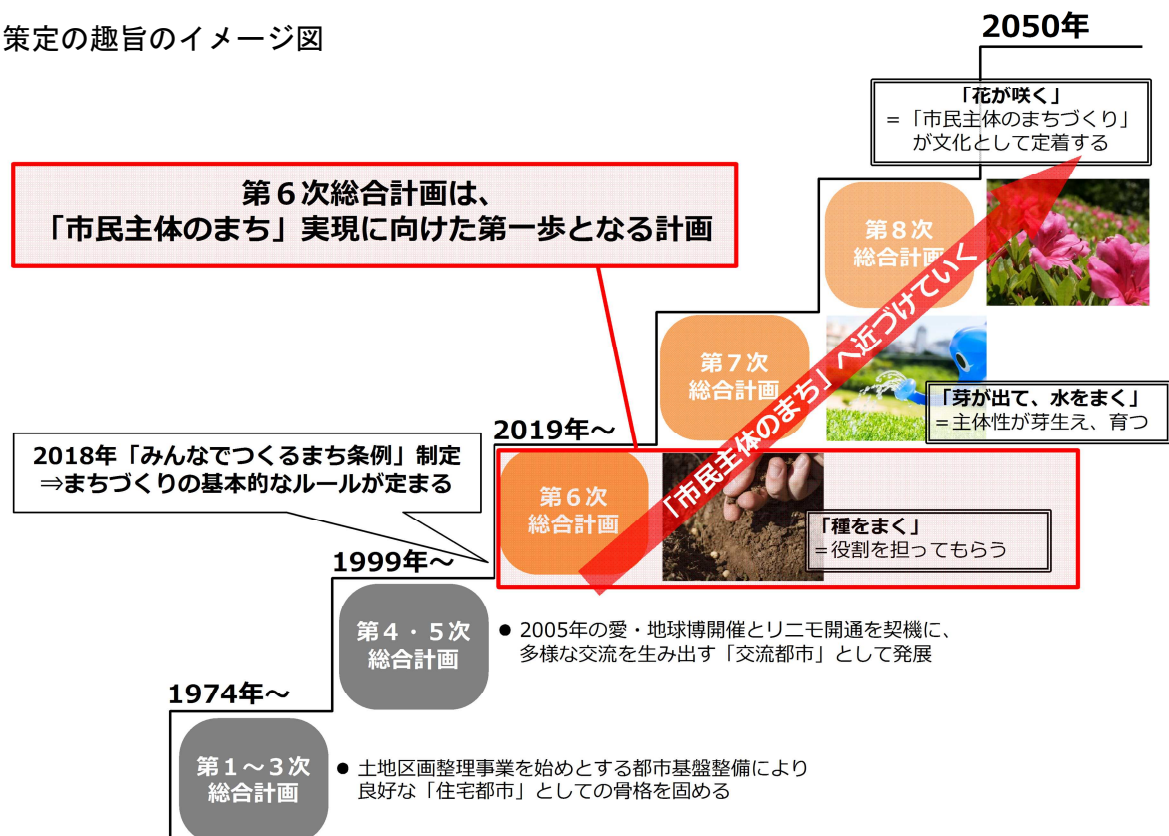 策定の趣旨のイメージ図
2050年
「花が咲く」
＝「市民主体のまちづくり」
が文化として定着する
第６次総合計画は、
「市民主体のまち」実現に向けた第一歩となる計画
第８次
総合計画
第７次
総合計画
「市民主体のまち」へ近づけていく
「芽が出て、水をまく」
＝主体性が芽生え、育つ
2019年～
2018年「みんなでつくるまち条例」制定
⇒まちづくりの基本的なルールが定まる
第６次
総合計画
「種をまく」
＝役割を担ってもらう
1999年～
第４・５次
総合計画
● 2005年の愛・地球博開催とリニモ開通を契機に、
多様な交流を生み出す「交流都市」として発展
1974年～
第１～３次
総合計画
● 土地区画整理事業を始めとする都市基盤整備により
良好な「住宅都市」としての骨格を固める